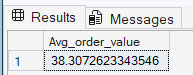 Results Messages
Avg_order_value
1 38.3072623343546